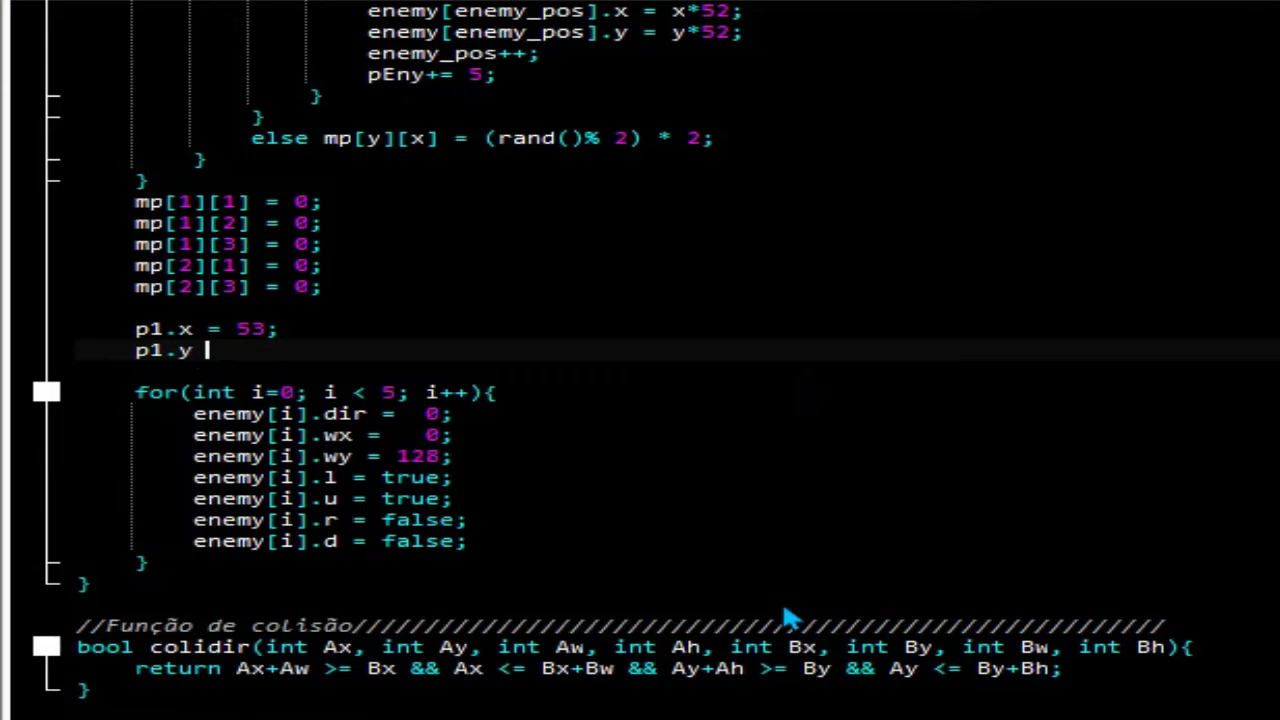 enemy[enemy_pos].x = x*52;
enemy[enemy_pos].y = y*52;
enemy_pos++;
pEny+= 5;
}
}
else mp[y][x] = (rand()% 2) * 2;
}
}
mp[1][1] = 0;
mp[1][2] = 0;
mp[1][3] = 0;
mp[2][1] = 0;
mp[2][3] = 0;
p1.x = 53;
p1.y
for(int i=0; i < 5; i++){
enemy[i].dir =  0;
enemy[i].wx =   0;
enemy[i].wy = 128;
enemy[i].l = true;
enemy[i].u = true;
enemy[i].r = false;
enemy[i].d = false;
}
}
//Função de colisão////////////////////////////////////////////////////////
bool colidir(int Ax, int Ay, int Aw, int Ah, int Bx, int By, int Bw, int Bh){
return Ax+Aw >= Bx && Ax <= Bx+Bw && Ay+Ah >= By && Ay <= By+Bh;
}